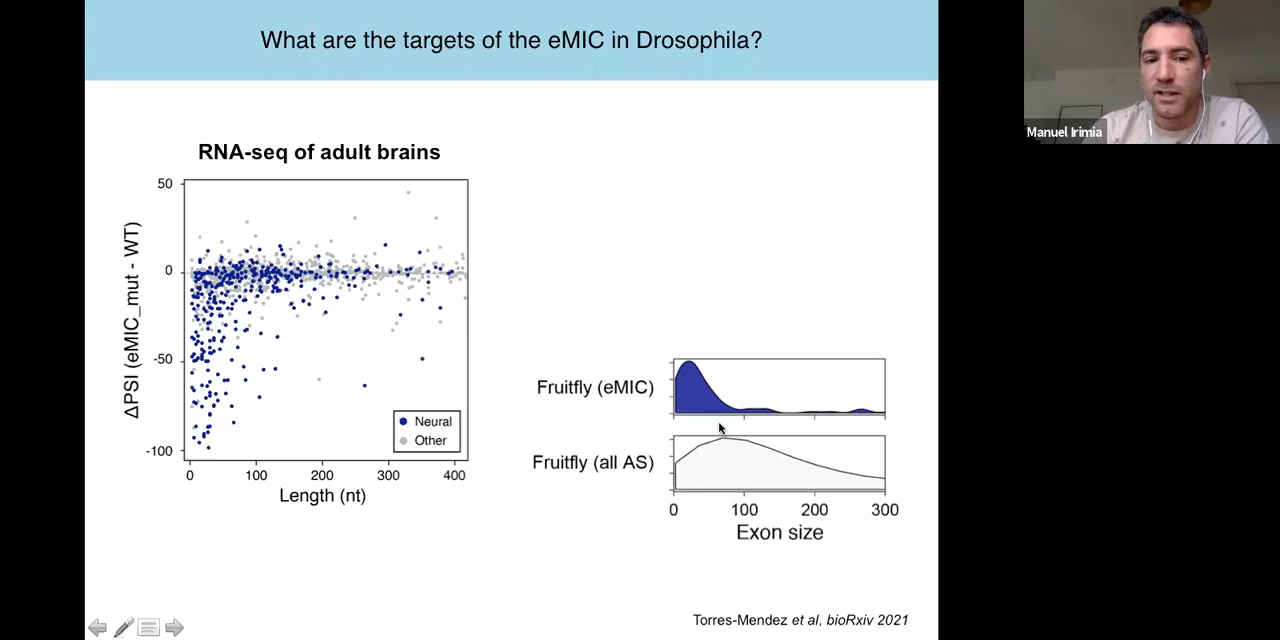 What are the targets of the eMIC in Drosophila?
Manuel Irimia
RNA-seq of adult brains
ΔPSI (eMIC_mut - WT)
50
0
-50
-100
Neural
Other
0 100 200 300 400
Length (nt)
Fruitfly (eMIC)
Fruitfly (all AS)
0 100 200 300
Exon size
Torres-Mendez et al, bioRxiv 2021